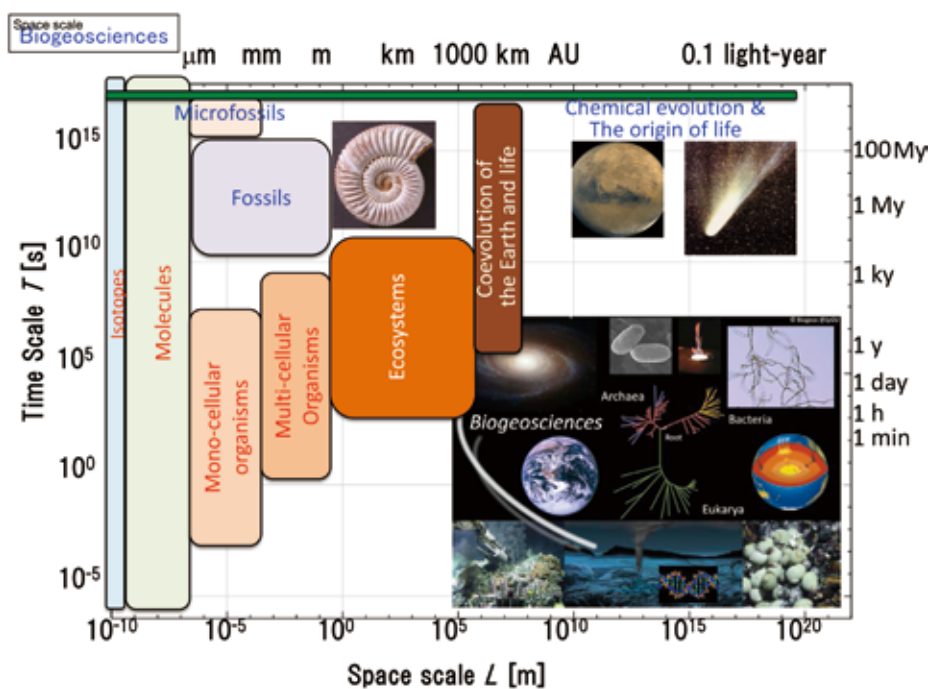 Space scale
Biogeosciences
μm mm m km 1000 km AU 0.1 light-year
Microfossils
Chemical evolution &
The origin of life
10^15
100My
Fossils
1 My
10^10
1 ky
Time Scale T [s]
Isotopes
Molecules
Mono-cellular
organisms
Multi-cellular
Organisms
Ecosystems
Coevolution of
the Earth and life
10^5
1 y
1 day
1 h
1 min
Archaea
Bacteria
Biogeosciences
Root
Eukarya
10^0
10^-5
10^-10 10^-5 10^0 10^5 10^10 10^15 10^20
Space scale L [m]